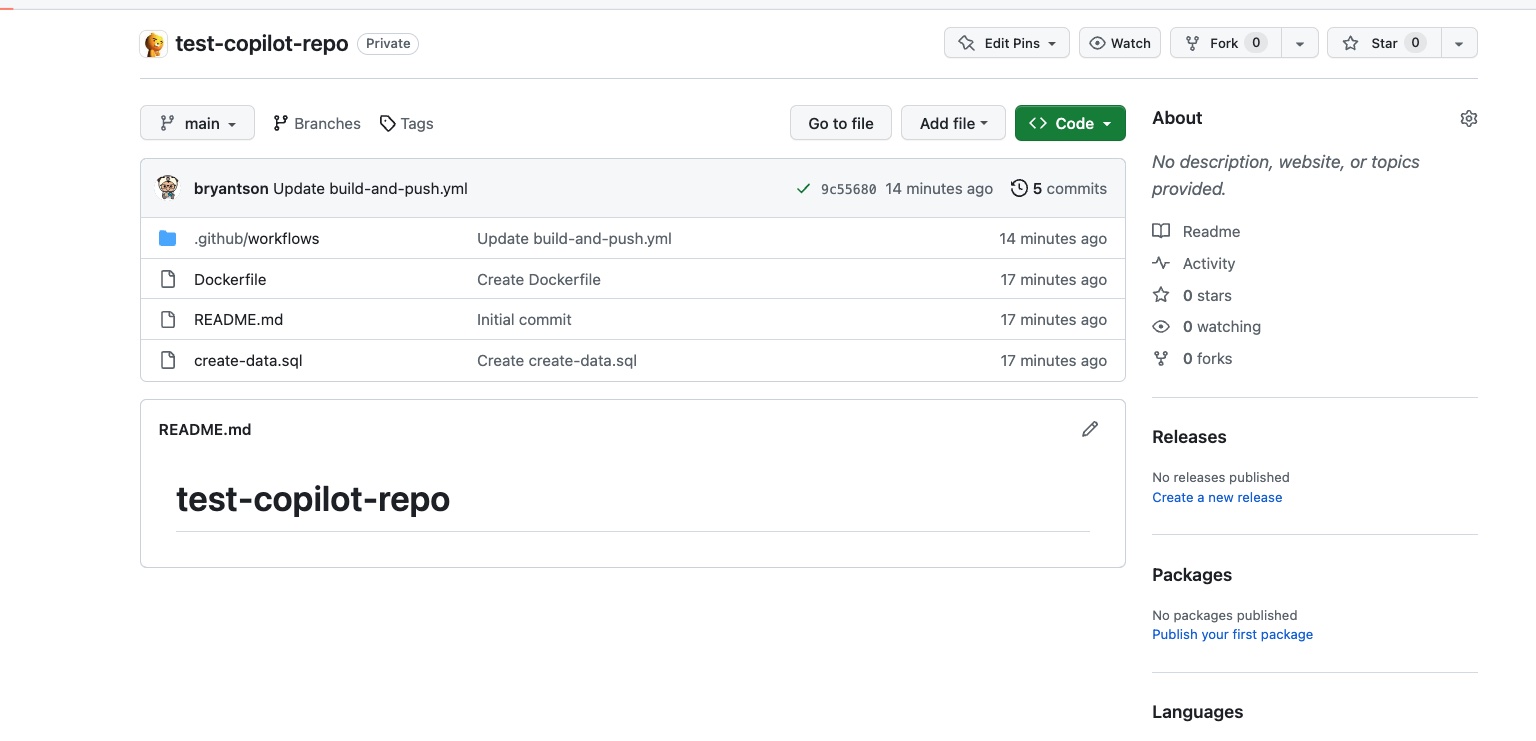 test-copilot-repo Private Edit Pins Watch Fork 0 Star 0
main Branches Tags Go to file Add file Code
bryantson Update build-and-push.yml 9c55680 14 minutes ago 5 commits
.github/workflows Update build-and-push.yml 14 minutes ago
Dockerfile Create Dockerfile 17 minutes ago
README.md Initial commit 17 minutes ago
create-data.sql Create create-data.sql 17 minutes ago
README.md
test-copilot-repo
About
No description, website, or topics
provided.
Readme
Activity
0 stars
0 watching
0 forks
Releases
No releases published
Create a new release
Packages
No packages published
Publish your first package
Languages